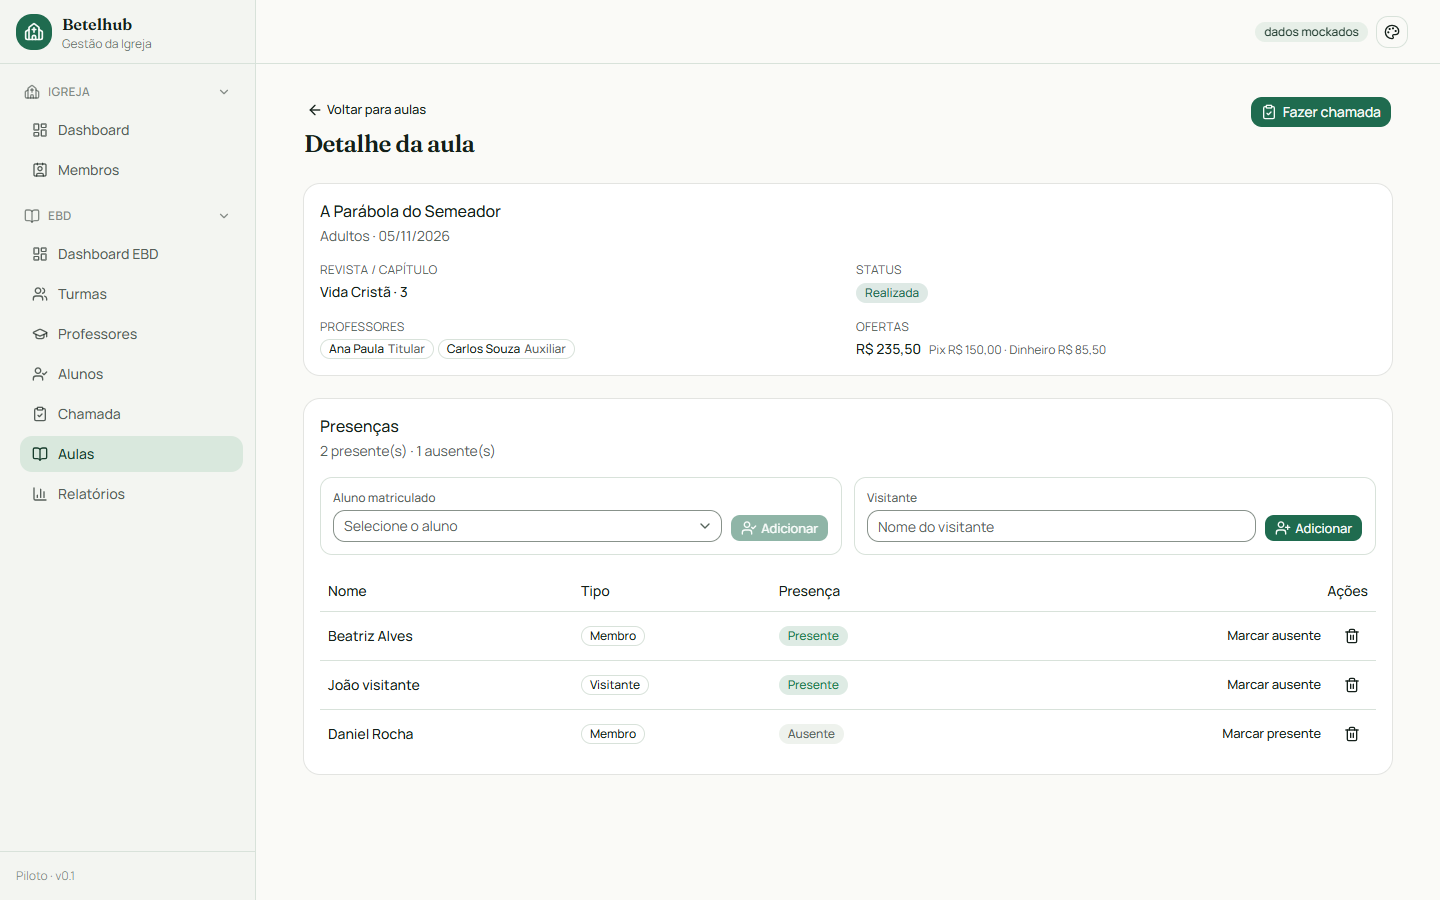 Betelhub
Gestão da Igreja
IGREJA
Dashboard
Membros
EBD
Dashboard EBD
Turmas
Professores
Alunos
Chamada
Aulas
Relatórios
Piloto · v0.1
dados mockados
Voltar para aulas
Detalhe da aula
Fazer chamada
A Parábola do Semeador
Adultos · 05/11/2026
REVISTA / CAPÍTULO
Vida Cristã · 3
STATUS
Realizada
PROFESSORES
Ana Paula Titular Carlos Souza Auxiliar
OFERTAS
R$ 235,50 Pix R$ 150,00 · Dinheiro R$ 85,50
Presenças
2 presente(s) · 1 ausente(s)
Aluno matriculado
Selecione o aluno Adicionar
Visitante
Nome do visitante Adicionar
Nome Tipo Presença Ações
Beatriz Alves Membro Presente Marcar ausente
João visitante Visitante Presente Marcar ausente
Daniel Rocha Membro Ausente Marcar presente